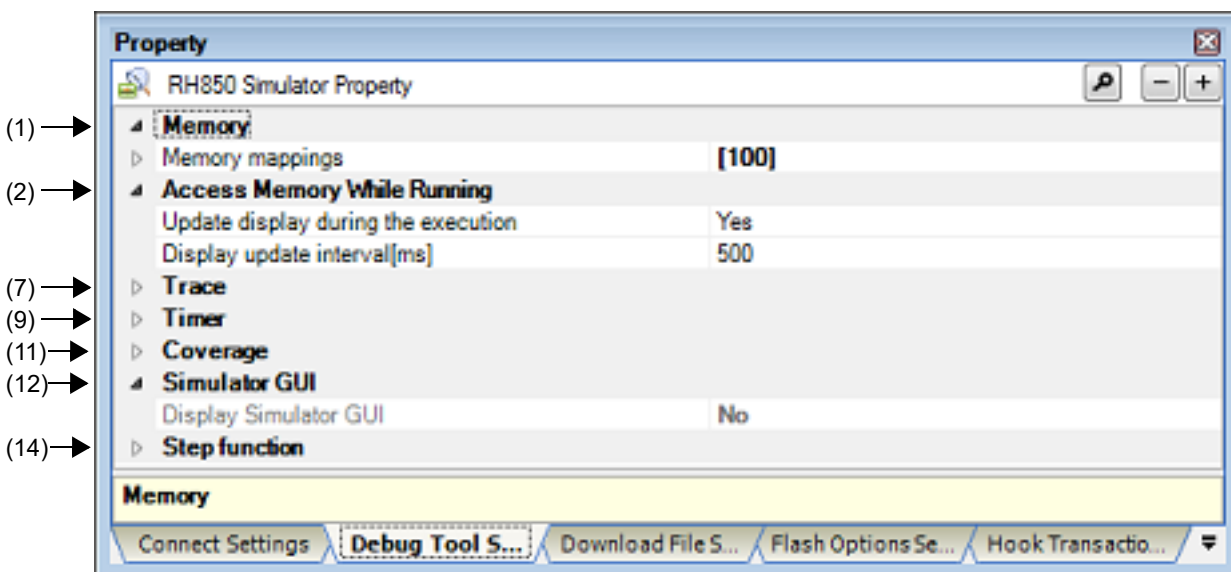 Property
RH850 Simulator Property
(1) Memory
Memory mappings [100]
(2) Access Memory While Running
Update display during the execution Yes
Display update interval[ms] 500
(7) Trace
(9) Timer
(11) Coverage
(12) Simulator GUI
Display Simulator GUI No
(14) Step function
Memory
Connect Settings Debug Tool S... Download File S... Flash Options Se... Hook Transactio...